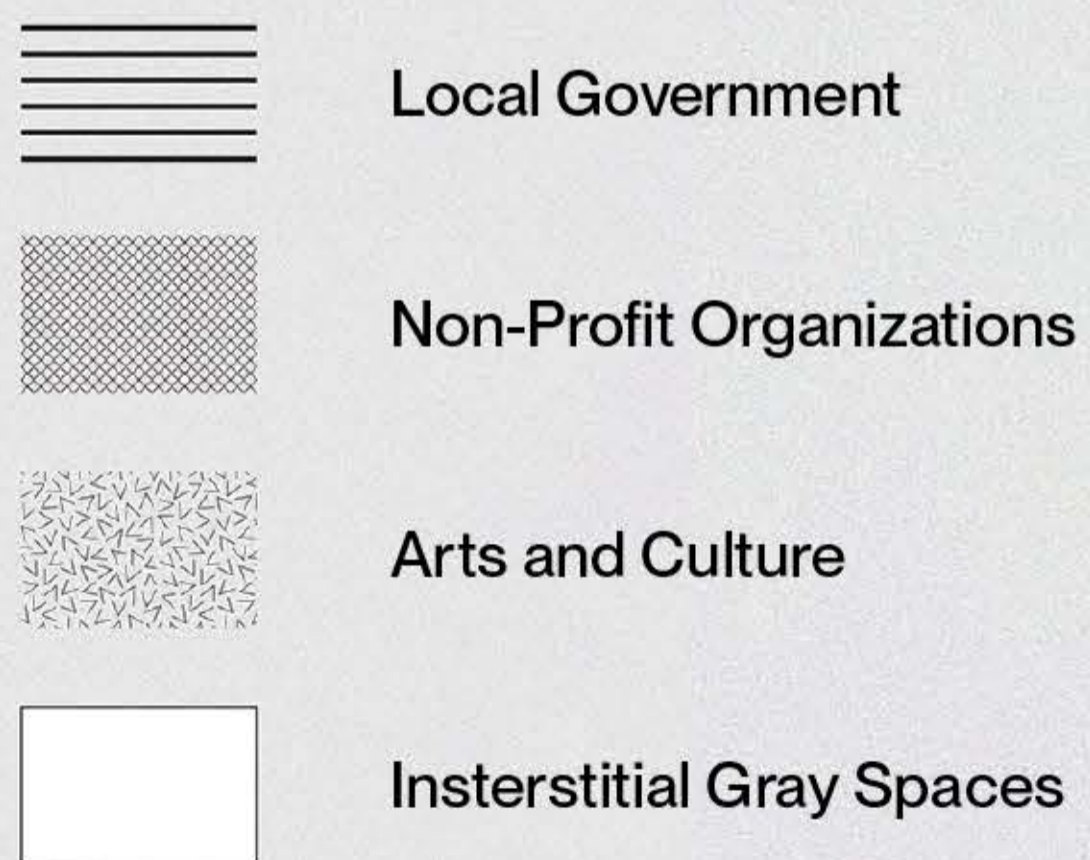 Local Government
Non-Profit Organizations
Arts and Culture
Insterstitial Gray Spaces